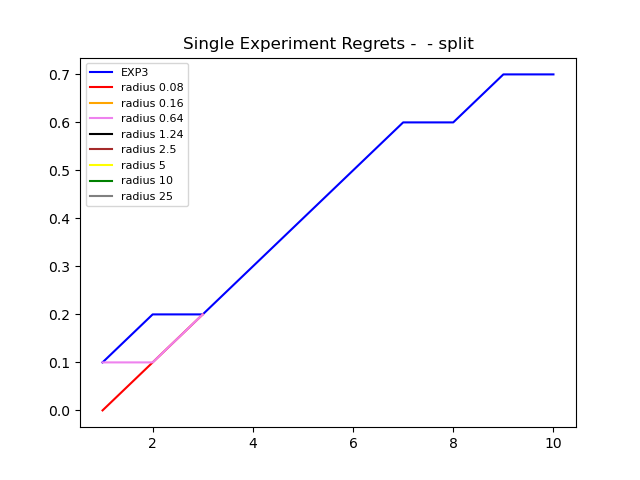 Single Experiment Regrets -  - split
EXP3
radius 0.08
radius 0.16
radius 0.64
radius 1.24
radius 2.5
radius 5
radius 10
radius 25
0.7
0.6
0.5
0.4
0.3
0.2
0.1
0.0
2 4 6 8 10